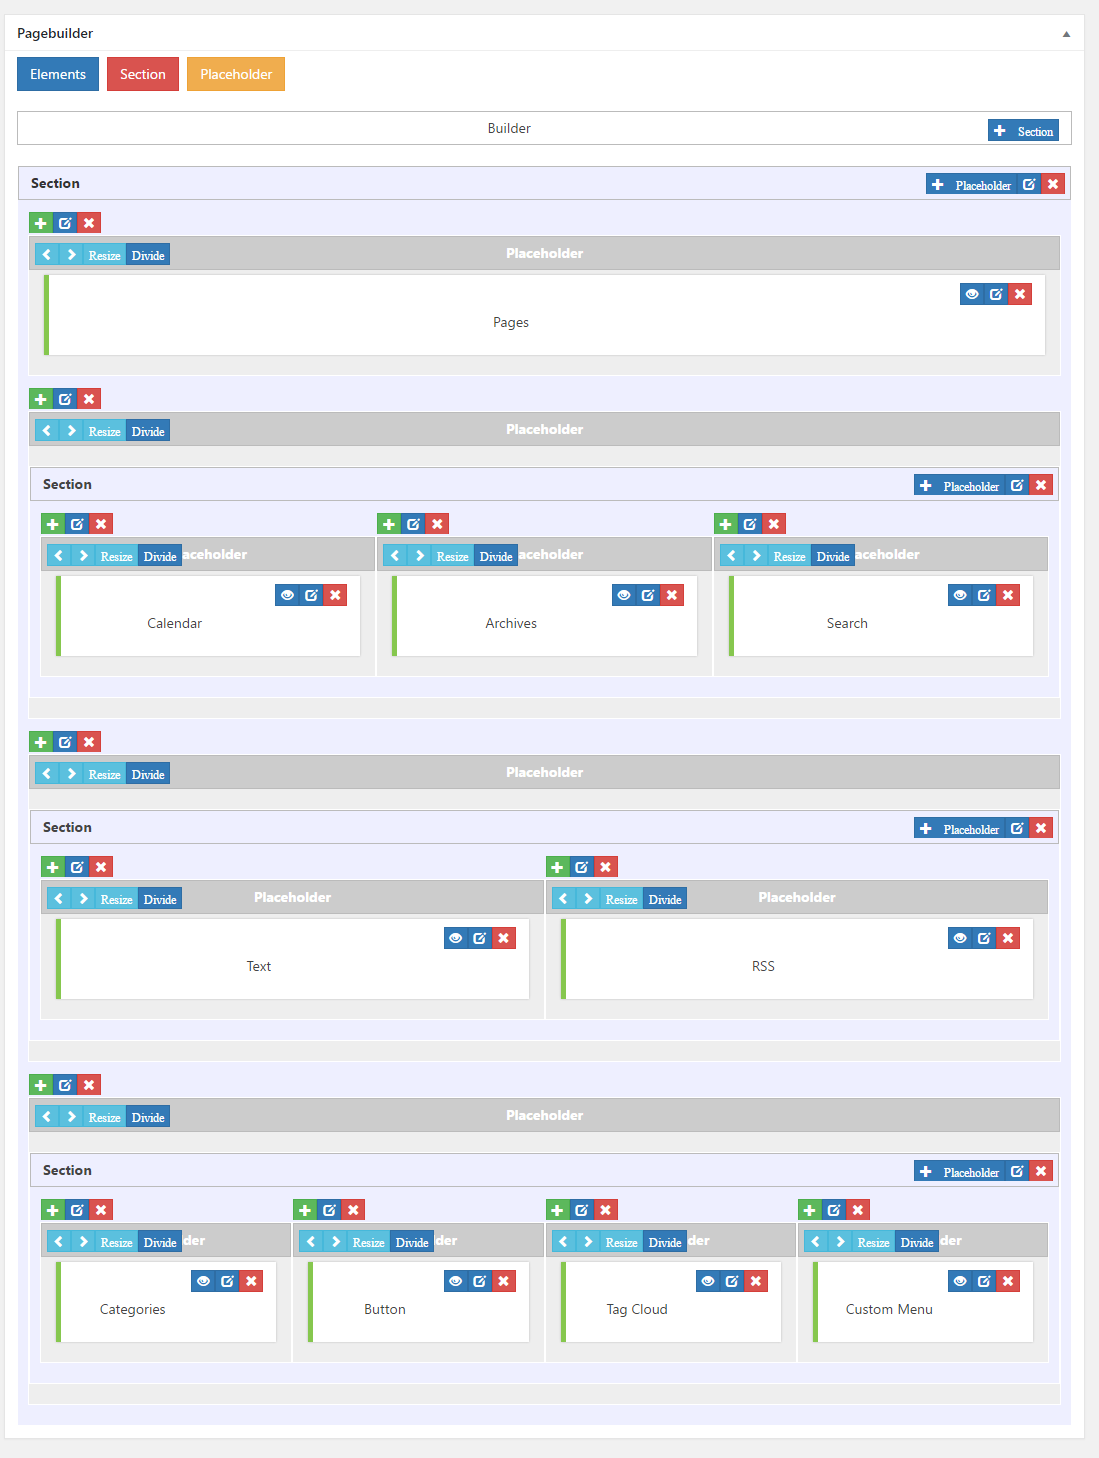 Pagebuilder
Elements Section Placeholder
Builder Section
Section Placeholder
Resize Divide Placeholder
Pages
Resize Divide Placeholder
Section Placeholder
Resize Divide aceholder Resize Divide aceholder Resize Divide aceholder
Calendar Archives Search
Resize Divide Placeholder
Section Placeholder
Resize Divide Placeholder Resize Divide Placeholder
Text RSS
Resize Divide Placeholder
Section Placeholder
Resize Divide der Resize Divide der Resize Divide der Resize Divide der
Categories Button Tag Cloud Custom Menu